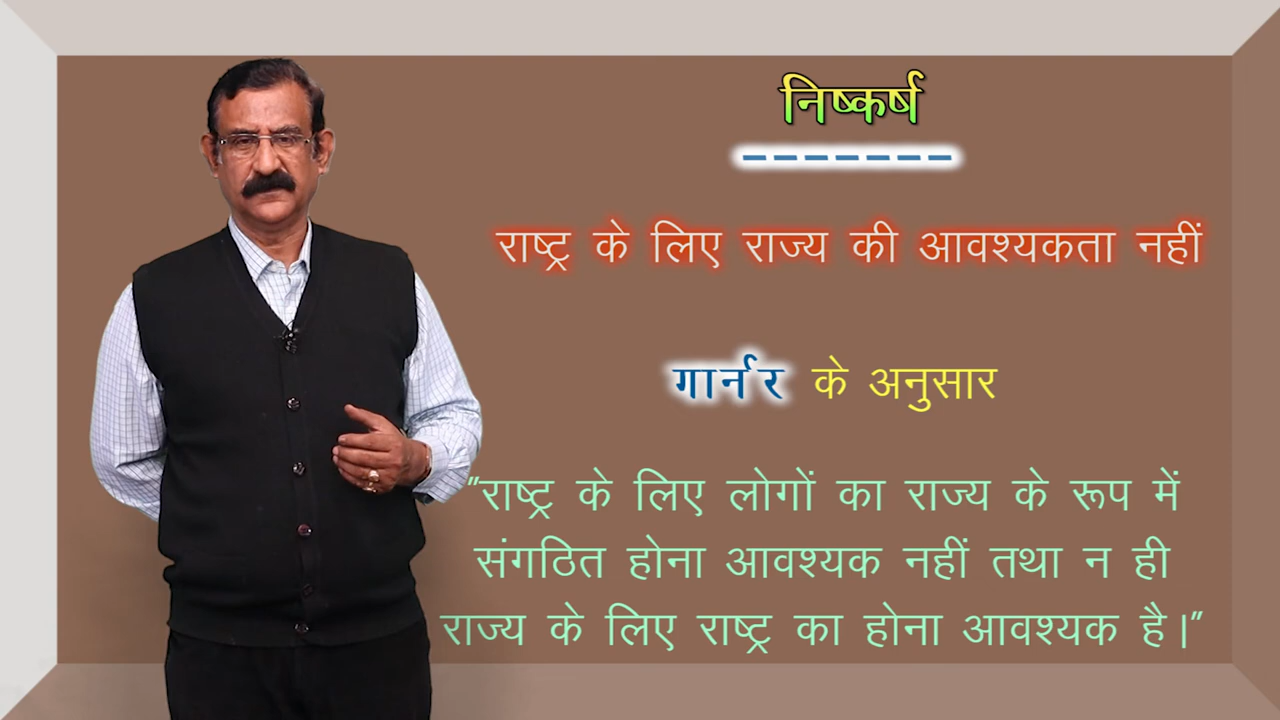 निष्कर्ष
--------
राष्ट्र के लिए राज्य की आवश्यकता नहीं
गार्नर के अनुसार
"राष्ट्र के लिए लोगों का राज्य के रूप में
संगठित होना आवश्यक नहीं तथा न ही
राज्य के लिए राष्ट्र का होना आवश्यक है|"